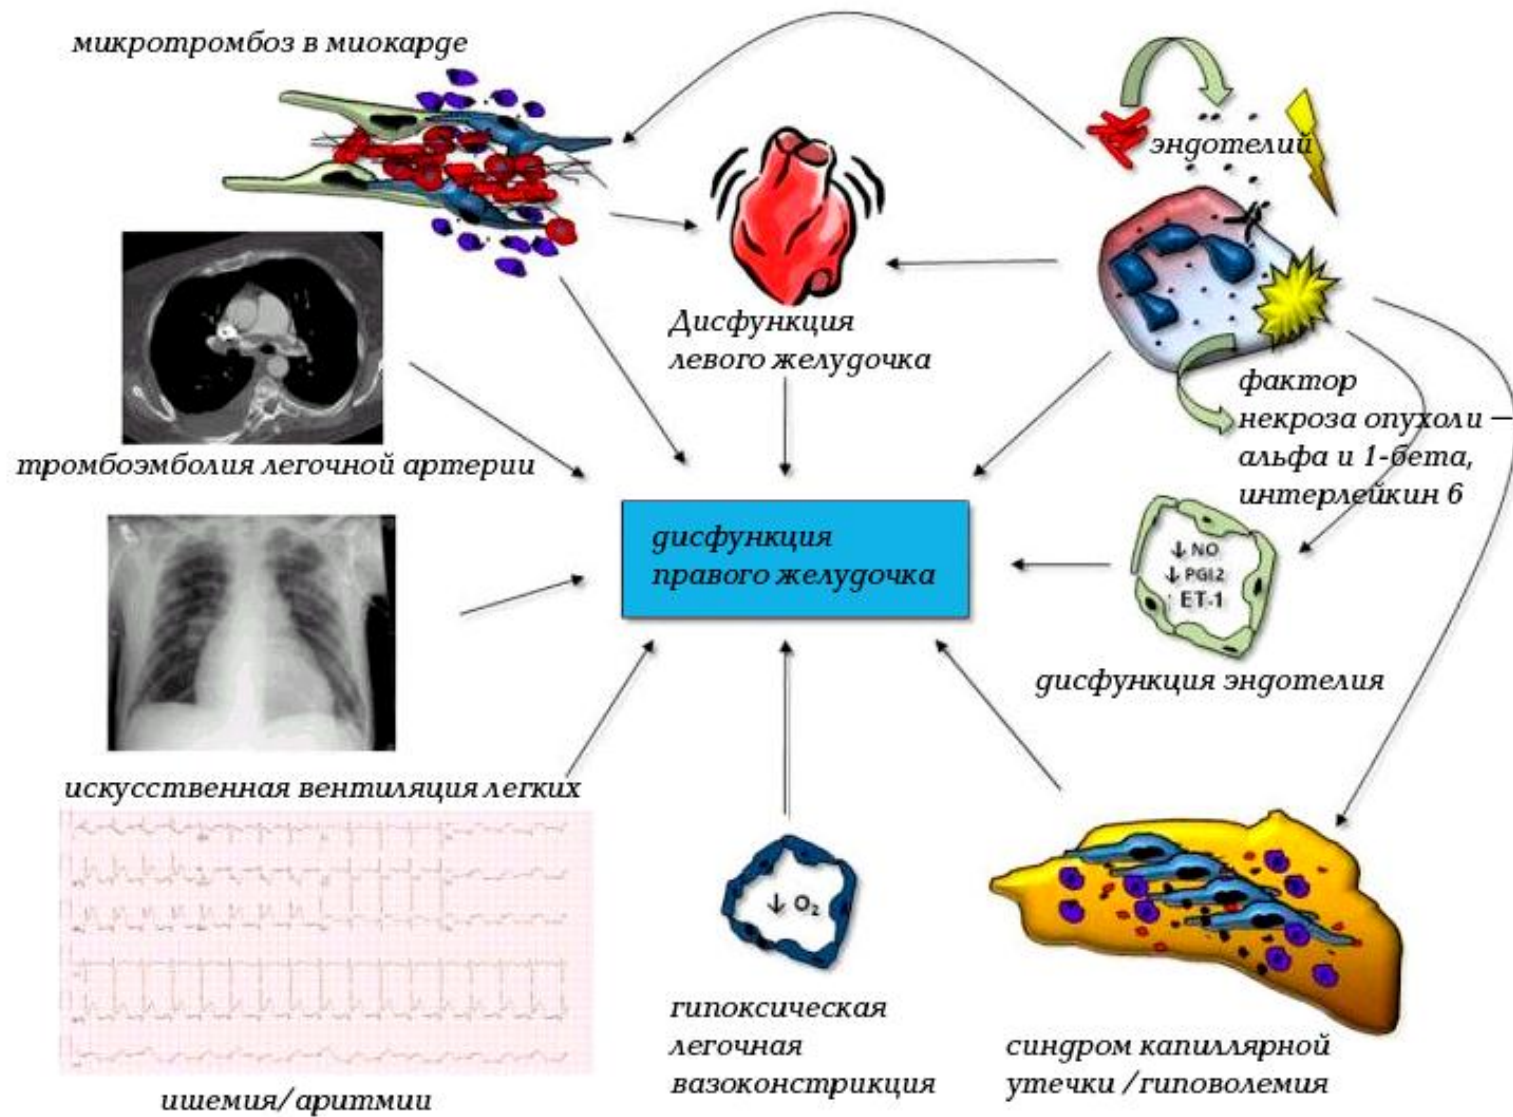 микротромбоз в миокарде
эндотелий
Дисфункция
левого желудочка
фактор
некроза опухоли —
альфа и 1-бета,
интерлейкин 6
тромбоэмболия легочной артерии
дисфункция
правого желудочка
↓ NO
↓ PGI2
ET-1
дисфункция эндотелия
искусственная вентиляция легких
↓ O₂
гипоксическая
легочная
вазоконстрикция
синдром капиллярной
утечки /гиповолемия
ишемия/аритмии